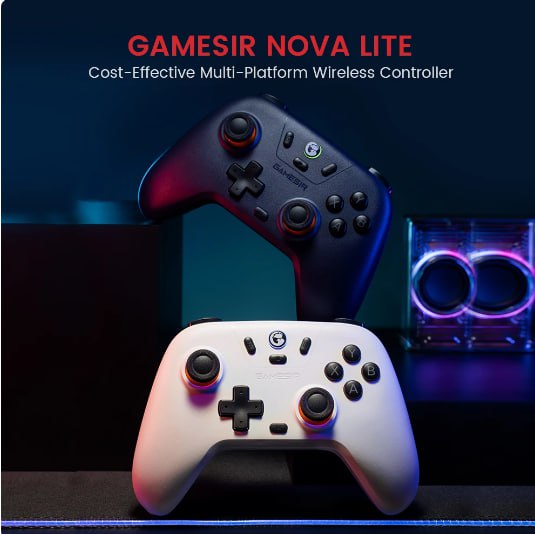 GAMESIR NOVA LITE
Cost-Effective Multi-Platform Wireless Controller
GAMESIR
GAMESIR
Y
X B
A